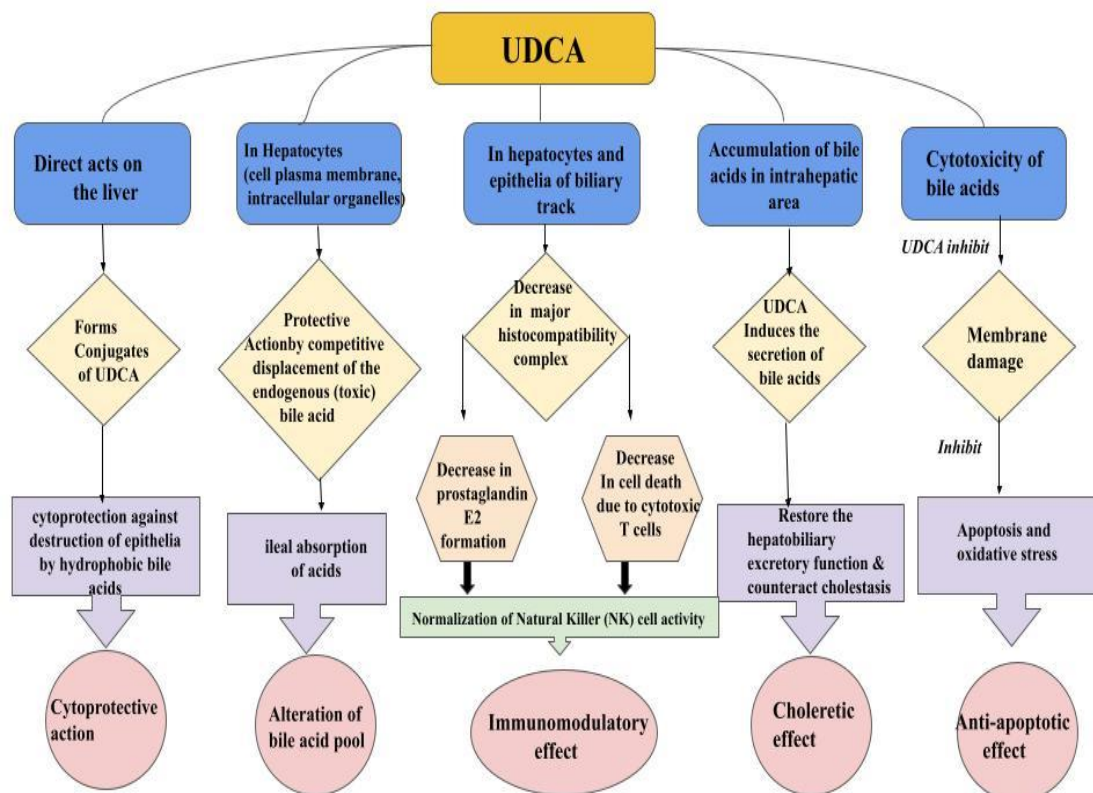 UDCA
Direct acts on
the liver
In Hepatocytes
(cell plasma membrane,
intracellular organelles)
In hepatocytes and
epithelia of biliary
track
Accumulation of bile
acids in intrahepatic
area
Cytotoxicity of
bile acids
UDCA inhibit
Forms
Conjugates
of UDCA
Protective
Actionby competitive
displacement of the
endogenous (toxic)
bile acid
Decrease
in major
histocompatibility
complex
UDCA
Induces the
secretion of
bile acids
Membrane
damage
Inhibit
Decrease in
prostaglandin
E2
formation
Decrease
In cell death
due to cytotoxic
T cells
cytoprotection against
destruction of epithelia
by hydrophobic bile
acids
ileal absorption
of acids
Restore the
hepatobiliary
excretory function &
counteract cholestasis
Apoptosis and
oxidative stress
Normalization of Natural Killer (NK) cell activity
Cytoprotective
action
Alteration of
bile acid pool
Immunomodulatory
effect
Choleretic
effect
Anti-apoptotic
effect